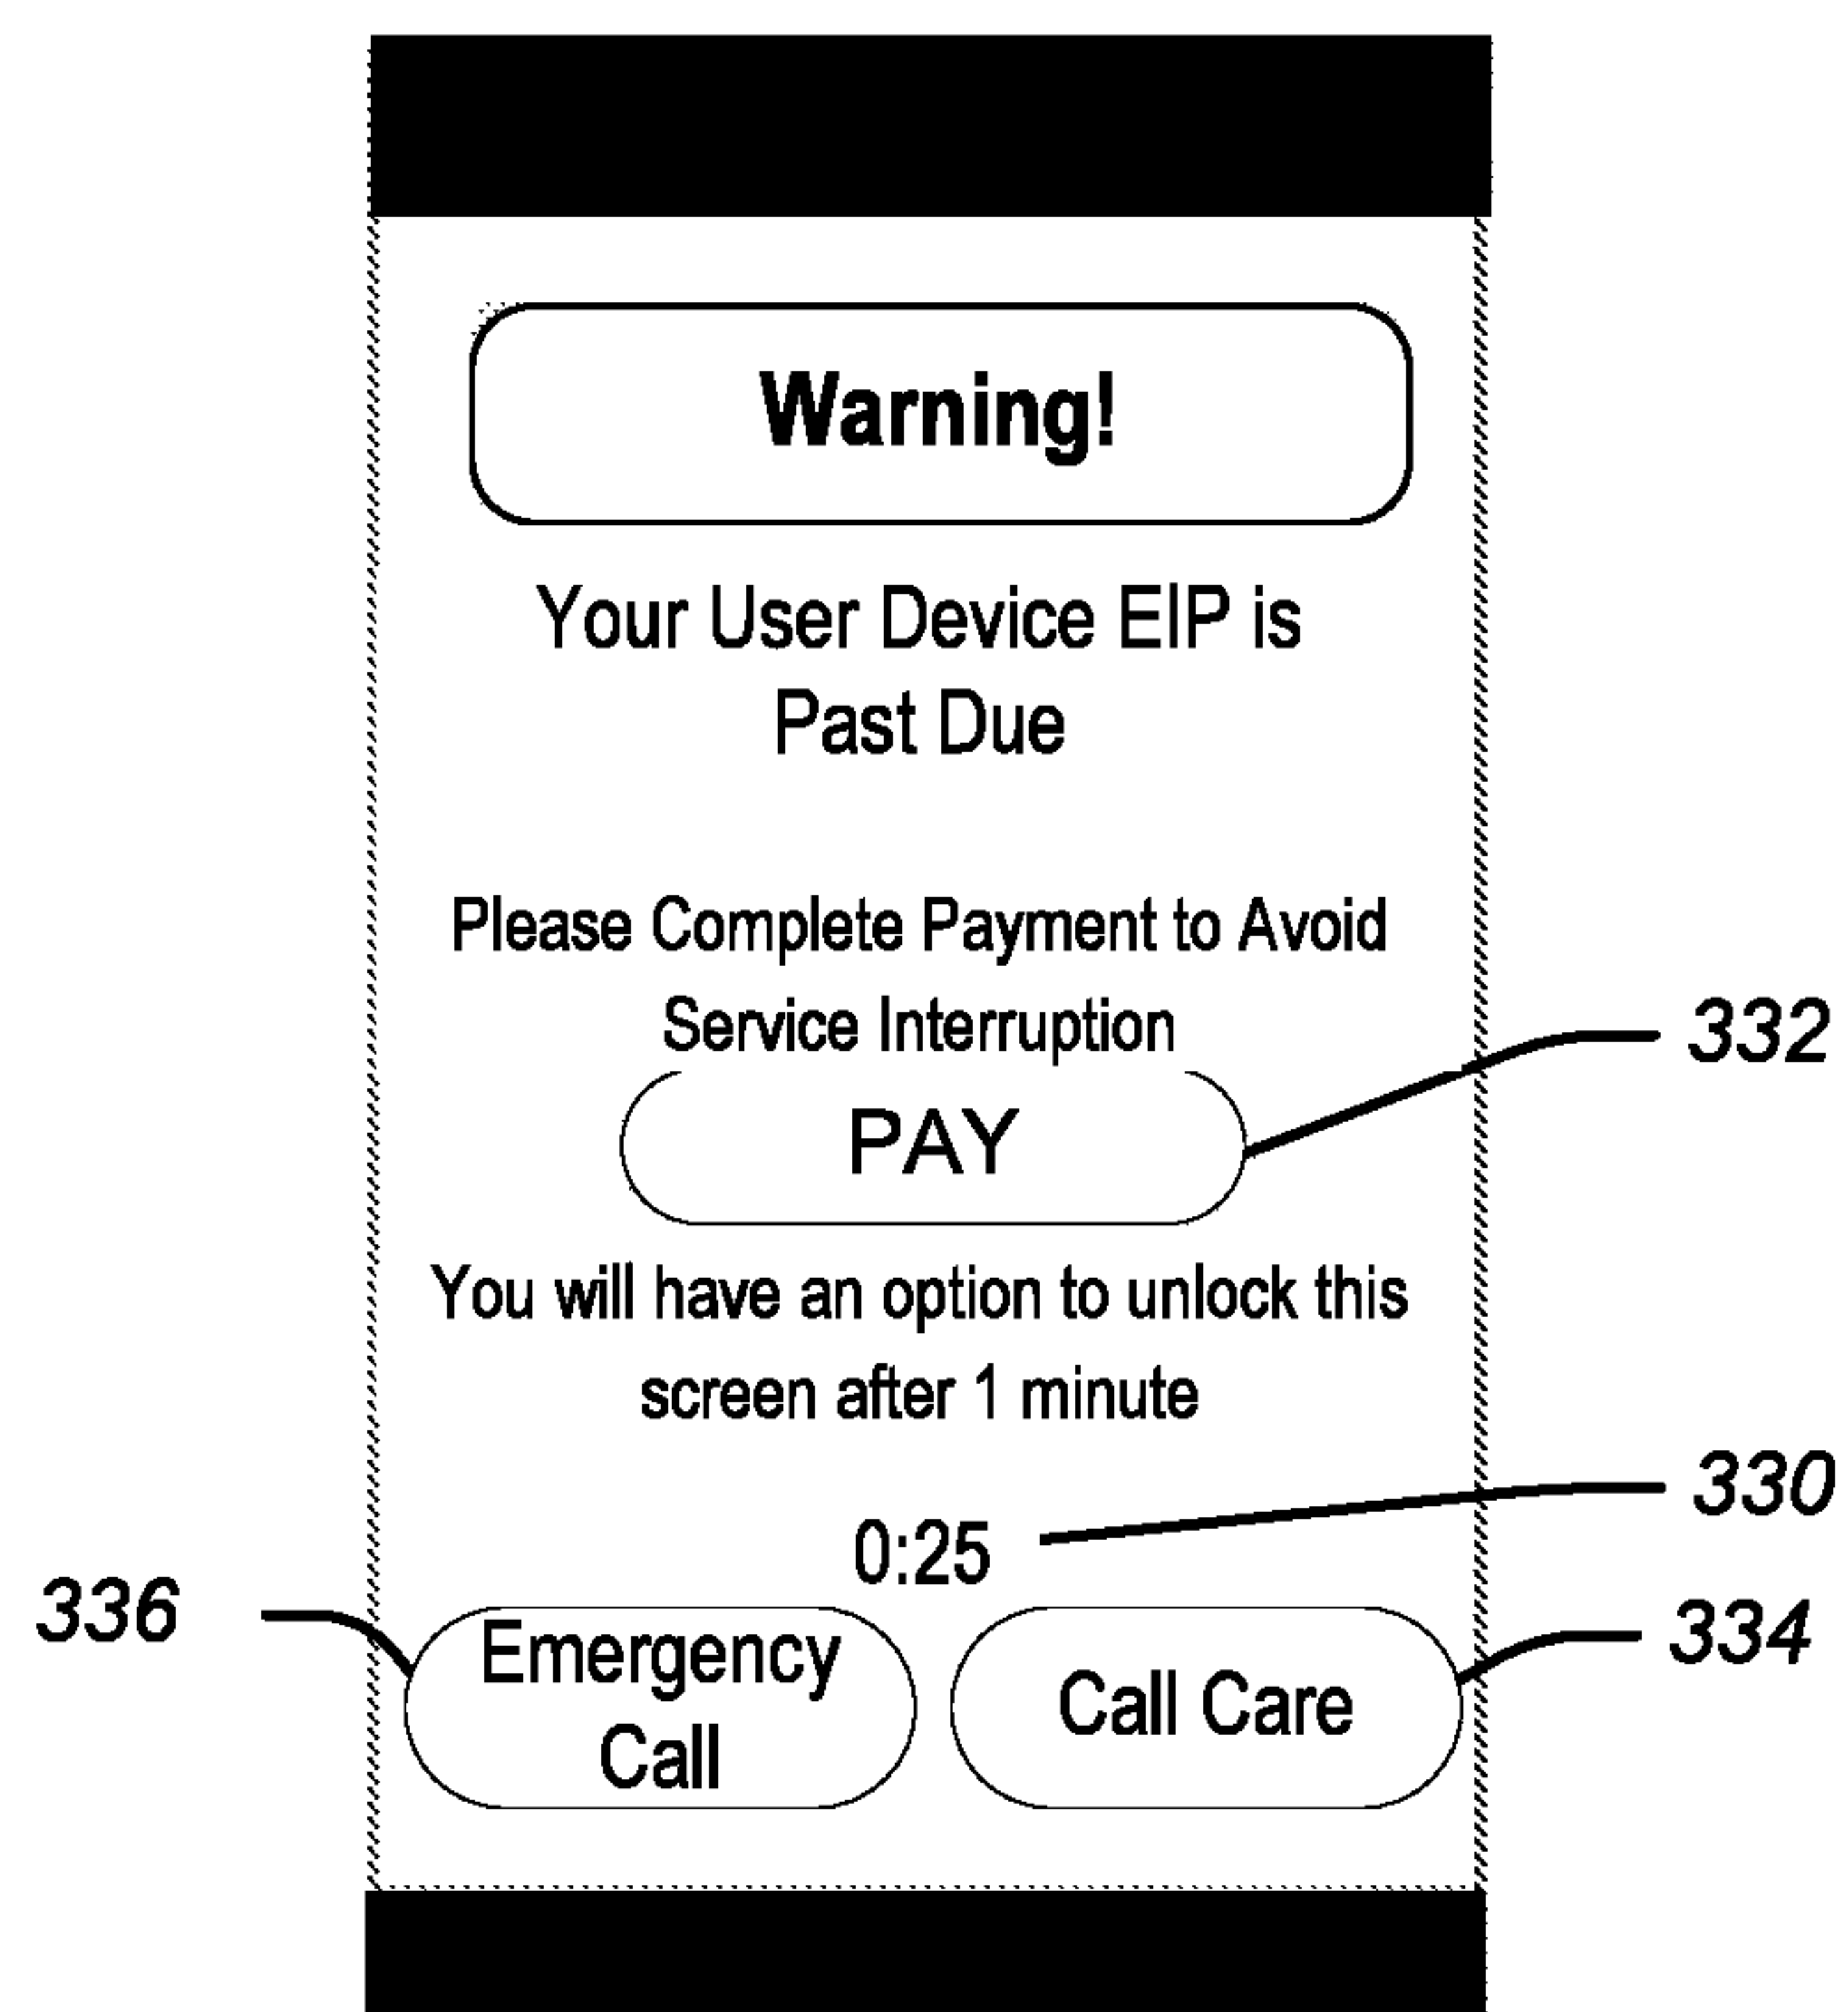 Warning!
Your User Device EIP is
Past Due
Please Complete Payment to Avoid
Service Interruption
332
PAY
You will have an option to unlock this
screen after 1 minute
330
0:25
336
Emergency
Call
Call Care
334